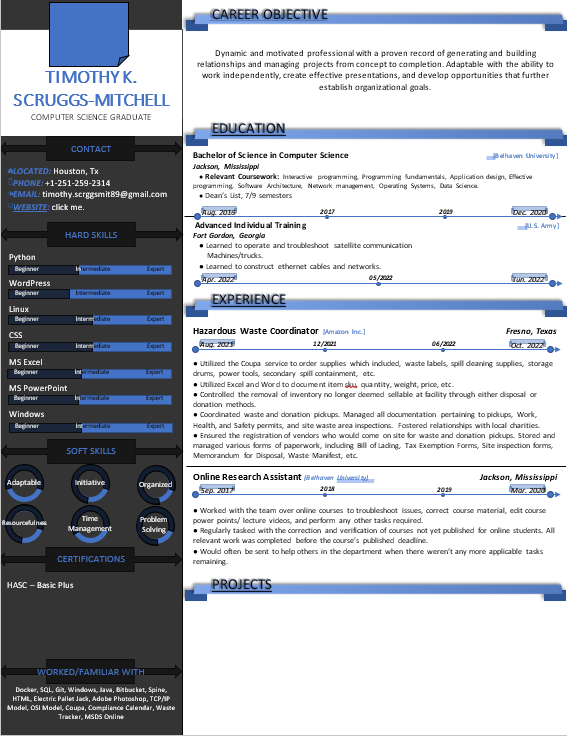 TIMOTHY K.
SCRUGGS-MITCHELL
COMPUTER SCIENCE GRADUATE
CONTACT
LOCATED: Houston, Tx
PHONE: +1-251-259-2314
EMAIL: timothy.scrggsmit89@gmail.com
WEBSITE: click me.
HARD SKILLS
Python
Beginner Intermediate Expert
WordPress
Beginner Intermediate Expert
Linux
Beginner Intermediate Expert
CSS
Beginner Intermediate Expert
MS Excel
Beginner Intermediate Expert
MS PowerPoint
Beginner Intermediate Expert
Windows
Beginner Intermediate Expert
SOFT SKILLS
Adaptable Initiative Organized
Resourcefulness Time Management Problem Solving
CERTIFICATIONS
HASC – Basic Plus
WORKED/FAMILIAR WITH
Docker, SQL, Git, Windows, Java, Bitbucket, Spine,
HTML, Electric Pallet Jack, Adobe Photoshop, TCP/IP
Model, OSI Model, Coupa, Compliance Calendar, Waste
Tracker, MSDS Online
CAREER OBJECTIVE
Dynamic and motivated professional with a proven record of generating and building
relationships and managing projects from concept to completion. Adaptable with the ability to
work independently, create effective presentations, and develop opportunities that further
establish organizational goals.
EDUCATION
Bachelor of Science in Computer Science [Belhaven University]
Jackson, Mississippi
● Relevant Coursework: Interactive programming, Programming fundamentals, Application design, Effective
programming, Software Architecture, Network management, Operating Systems, Data Science.
● Dean's List, 7/9 semesters
Aug. 2016 2017 2019 Dec. 2020
Advanced Individual Training [U.S. Army]
Fort Gordon, Georgia
● Learned to operate and troubleshoot satellite communication
Machines/trucks.
● Learned to construct ethernet cables and networks.
Apr. 2022 05/2022 Jun. 2022
EXPERIENCE
Hazardous Waste Coordinator [Amazon Inc.] Fresno, Texas
Aug. 2021 12/2021 06/2022 Oct. 2022
● Utilized the Coupa service to order supplies which included, waste labels, spill cleaning supplies, storage
drums, power tools, secondary spill containment, etc.
● Utilized Excel and Word to document item sku, quantity, weight, price, etc.
● Controlled the removal of inventory no longer deemed sellable at facility through either disposal or
donation methods.
● Coordinated waste and donation pickups. Managed all documentation pertaining to pickups, Work,
Health, and Safety permits, and site waste area inspections. Fostered relationships with local charities.
● Ensured the registration of vendors who would come on site for waste and donation pickups. Stored and
managed various forms of paperwork, including Bill of Lading, Tax Exemption Forms, Site inspection forms,
Memorandum for Disposal, Waste Manifest, etc.
Online Research Assistant (Belhaven University] Jackson, Mississippi
Sep. 2017 2018 2019 Mar. 2020
● Worked with the team over online courses to troubleshoot issues, correct course material, edit course
power points/ lecture videos, and perform any other tasks required.
● Regularly tasked with the correction and verification of courses not yet published for online students. All
relevant work was completed before the course's published deadline.
● Would often be sent to help others in the department when there weren't any more applicable tasks
remaining.
PROJECTS